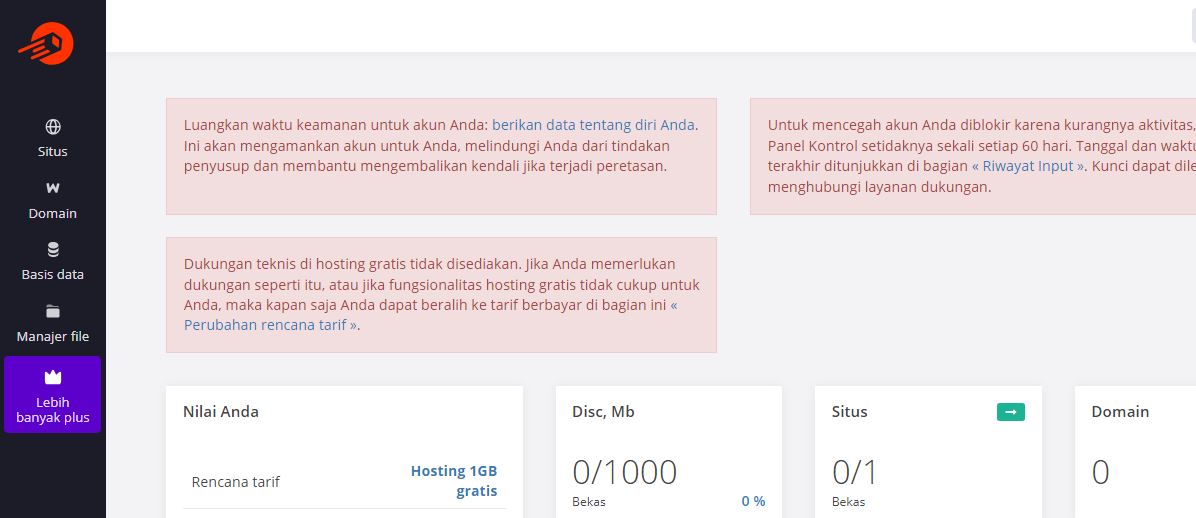 Situs
Domain
Basis data
Manajer file
Lebih
banyak plus
Luangkan waktu keamanan untuk akun Anda: berikan data tentang diri Anda.
Ini akan mengamankan akun untuk Anda, melindungi Anda dari tindakan
penyusup dan membantu mengembalikan kendali jika terjadi peretasan.
Untuk mencegah akun Anda diblokir karena kurangnya aktivitas,
Panel Kontrol setidaknya sekali setiap 60 hari. Tanggal dan waktu
terakhir ditunjukkan di bagian « Riwayat Input ». Kunci dapat dile
menghubungi layanan dukungan.
Dukungan teknis di hosting gratis tidak disediakan. Jika Anda memerlukan
dukungan seperti itu, atau jika fungsionalitas hosting gratis tidak cukup untuk
Anda, maka kapan saja Anda dapat beralih ke tarif berbayar di bagian ini «
Perubahan rencana tarif ».
Nilai Anda
Rencana tarif
Hosting 1GB
gratis
Disc, Mb
0/1000
Bekas
0 %
Situs
0/1
Bekas
Domain
0